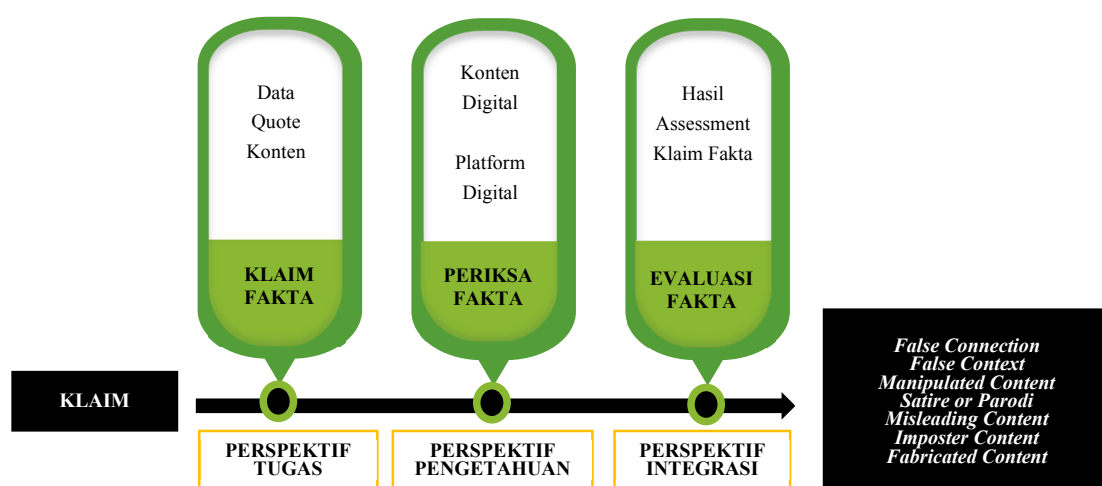 Data
Quote
Konten
KLAIM
FAKTA
Konten
Digital
Platform
Digital
PERIKSA
FAKTA
Hasil
Assessment
Klaim Fakta
EVALUASI
FAKTA
KLAIM
PERSPEKTIF
TUGAS
PERSPEKTIF
PENGETAHUAN
PERSPEKTIF
INTEGRASI
False Connection
False Context
Manipulated Content
Satire or Parodi
Misleading Content
Imposter Content
Fabricated Content